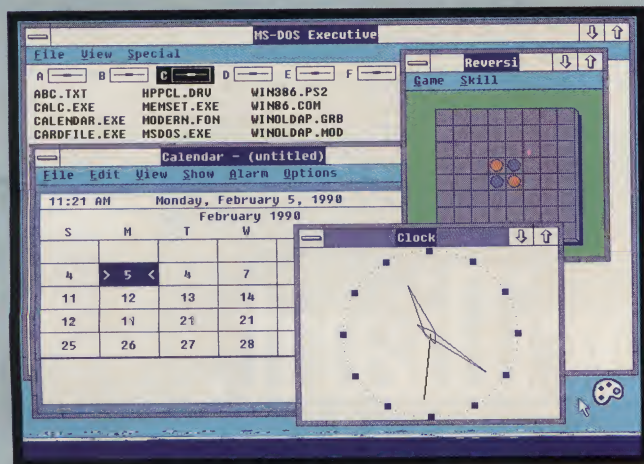 MS-DOS Executive
File View Special
A B C D E F
ABC.TXT HPPCL.DRV WIN386.PS2
CALC.EXE MEMSET.EXE WIN86.COM
CALENDAR.EXE MODERN.FON WINOLDAP.GRB
CARDFILE.EXE MSDOS.EXE WINOLDAP.MOD
Reversi
Game Skill
Calendar - (untitled)
File Edit View Show Alarm Options
11:21 AM Monday, February 5, 1990
February 1990
S M T W
4 > 5 < 4 7
11 12 13 14
12 21 21
25 26 27 28
Clock